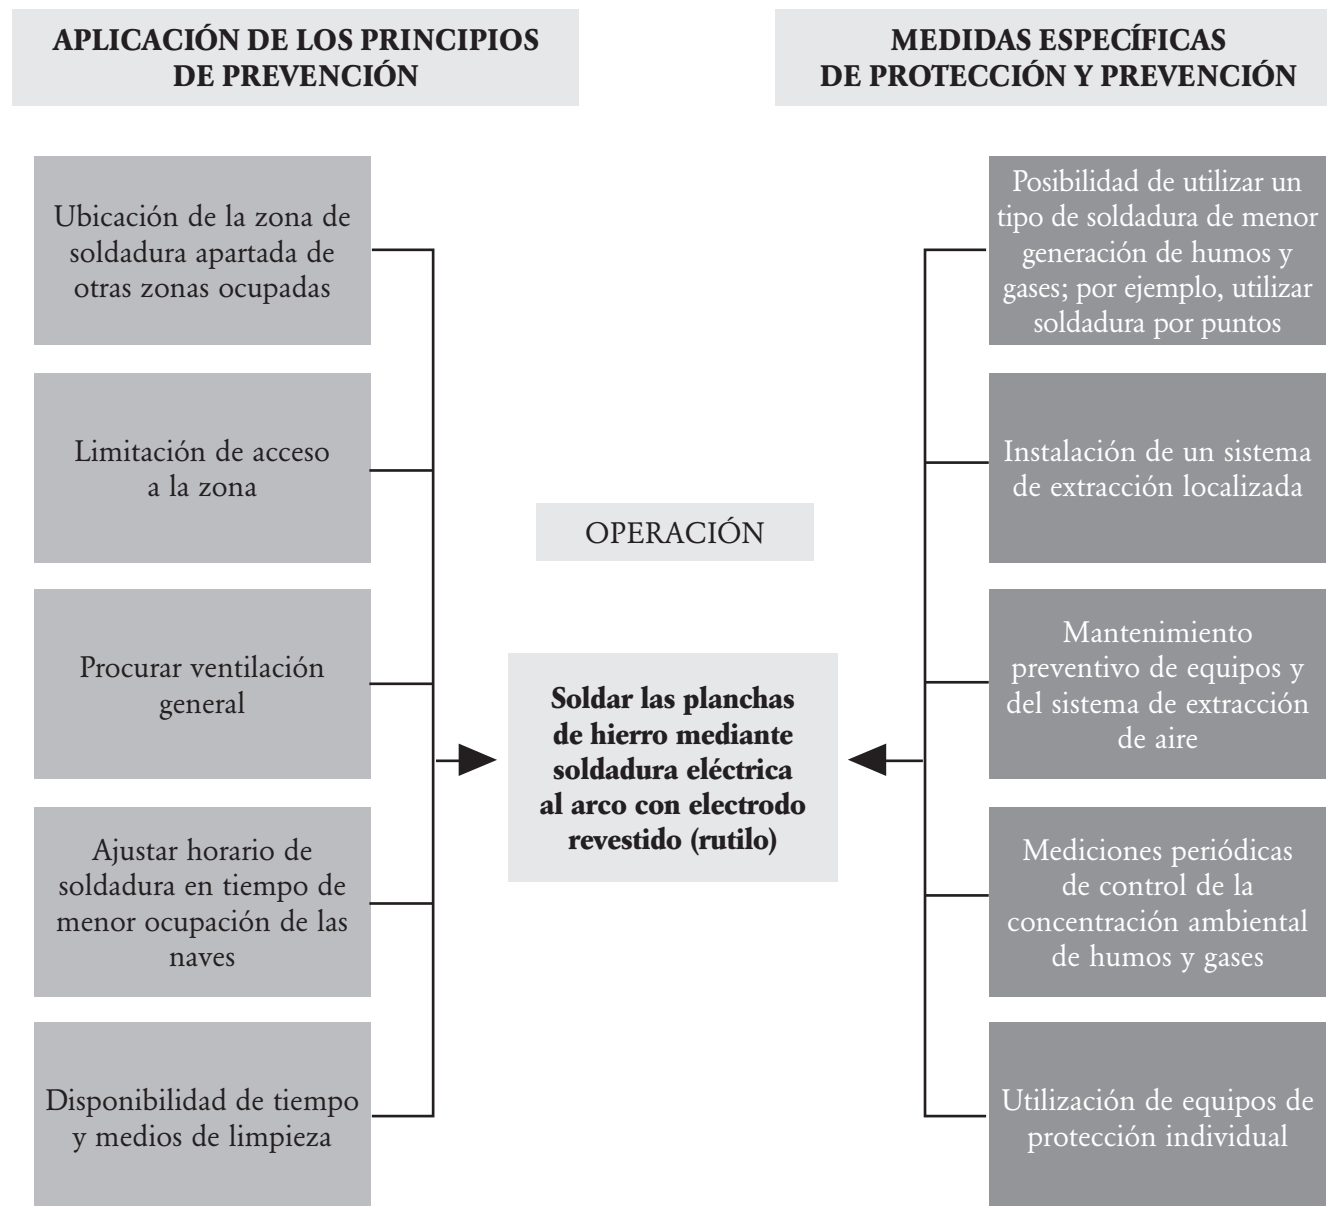 APLICACIÓN DE LOS PRINCIPIOS
DE PREVENCIÓN
MEDIDAS ESPECÍFICAS
DE PROTECCIÓN Y PREVENCIÓN
Ubicación de la zona de
soldadura apartada de
otras zonas ocupadas
Limitación de acceso
a la zona
Procurar ventilación
general
Ajustar horario de
soldadura en tiempo de
menor ocupación de las
naves
Disponibilidad de tiempo
y medios de limpieza
OPERACIÓN
Soldar las planchas
de hierro mediante
soldadura eléctrica
al arco con electrodo
revestido (rutilo)
Posibilidad de utilizar un
tipo de soldadura de menor
generación de humos y
gases; por ejemplo, utilizar
soldadura por puntos
Instalación de un sistema
de extracción localizada
Mantenimiento
preventivo de equipos y
del sistema de extracción
de aire
Mediciones periódicas
de control de la
concentración ambiental
de humos y gases
Utilización de equipos de
protección individual